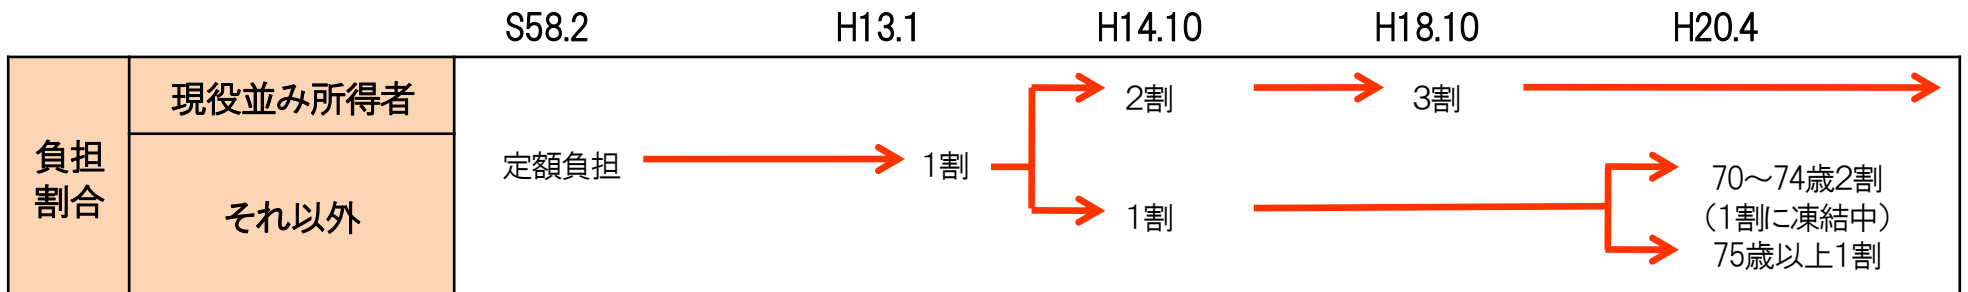 S58.2 H13.1 H14.10 H18.10 H20.4
負担
割合
現役並み所得者
2割 3割
それ以外
定額負担 1割
1割
70～74歳2割
（1割に凍結中）
75歳以上1割